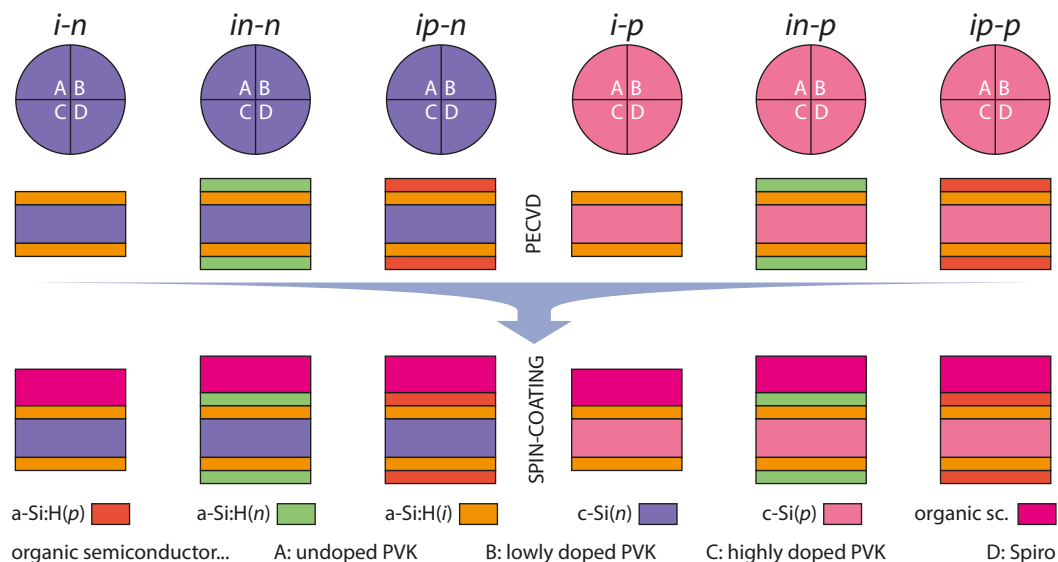 i-n in-n ip-n i-p in-p ip-p
A B A B A B A B A B A B
C D C D C D C D C D C D
PECVD
SPIN-COATING
a-Si:H(p) a-Si:H(n) a-Si:H(i) c-Si(n) c-Si(p) organic sc.
organic semiconductor... A: undoped PVK B: lowly doped PVK C: highly doped PVK D: Spiro